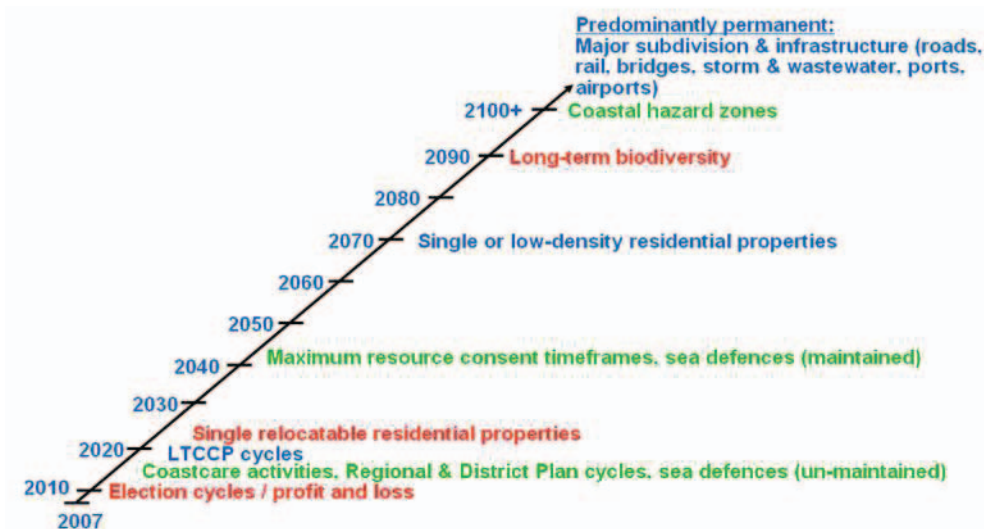 Predominantly permanent:
Major subdivision & infrastructure (roads,
rail, bridges, storm & wastewater, ports,
airports)
2100+ Coastal hazard zones
2090 Long-term biodiversity
2080
2070 Single or low-density residential properties
2060
2050
Maximum resource consent timeframes, sea defences (maintained)
2040
2030
Single relocatable residential properties
2020 LTCCP cycles
Coastcare activities, Regional & District Plan cycles, sea defences (un-maintained)
2010 Election cycles / profit and loss
2007